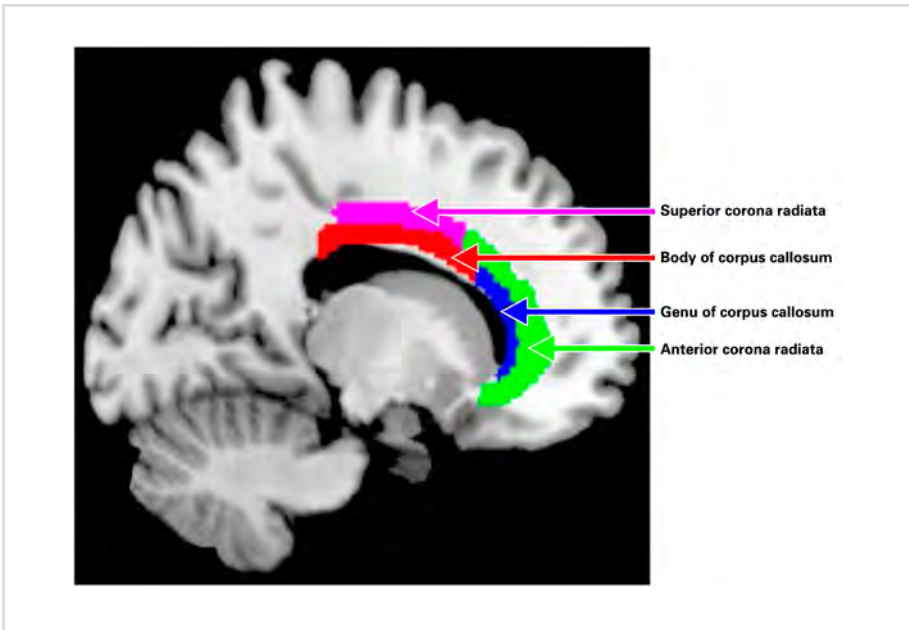 Superior corona radiata
Body of corpus callosum
Genu of corpus callosum
Anterior corona radiata